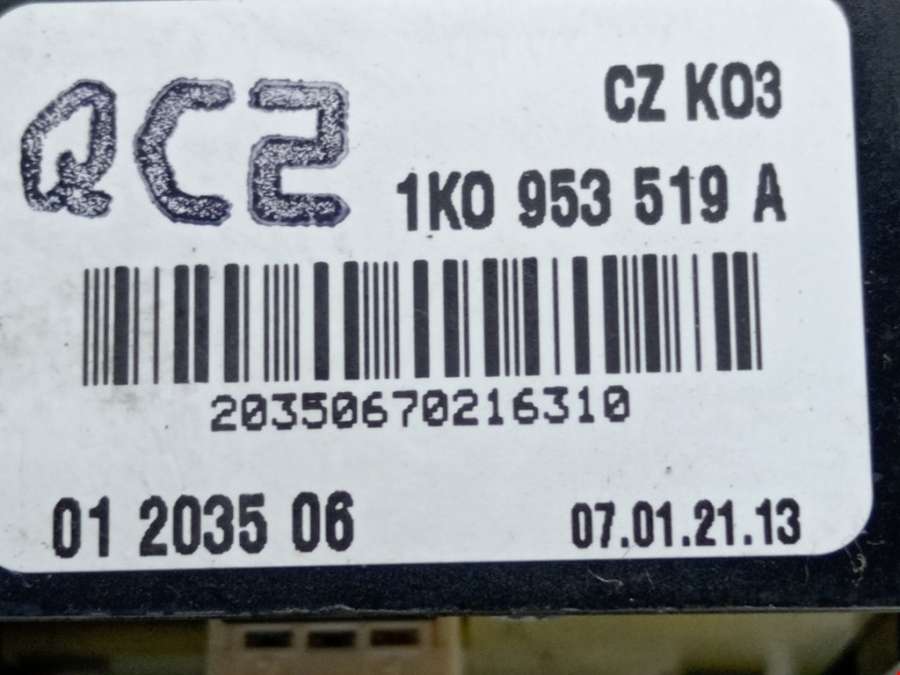 CZ K03
QC2
1K0 953 519 A
20350670216310
01 2035 06
07.01.21.13